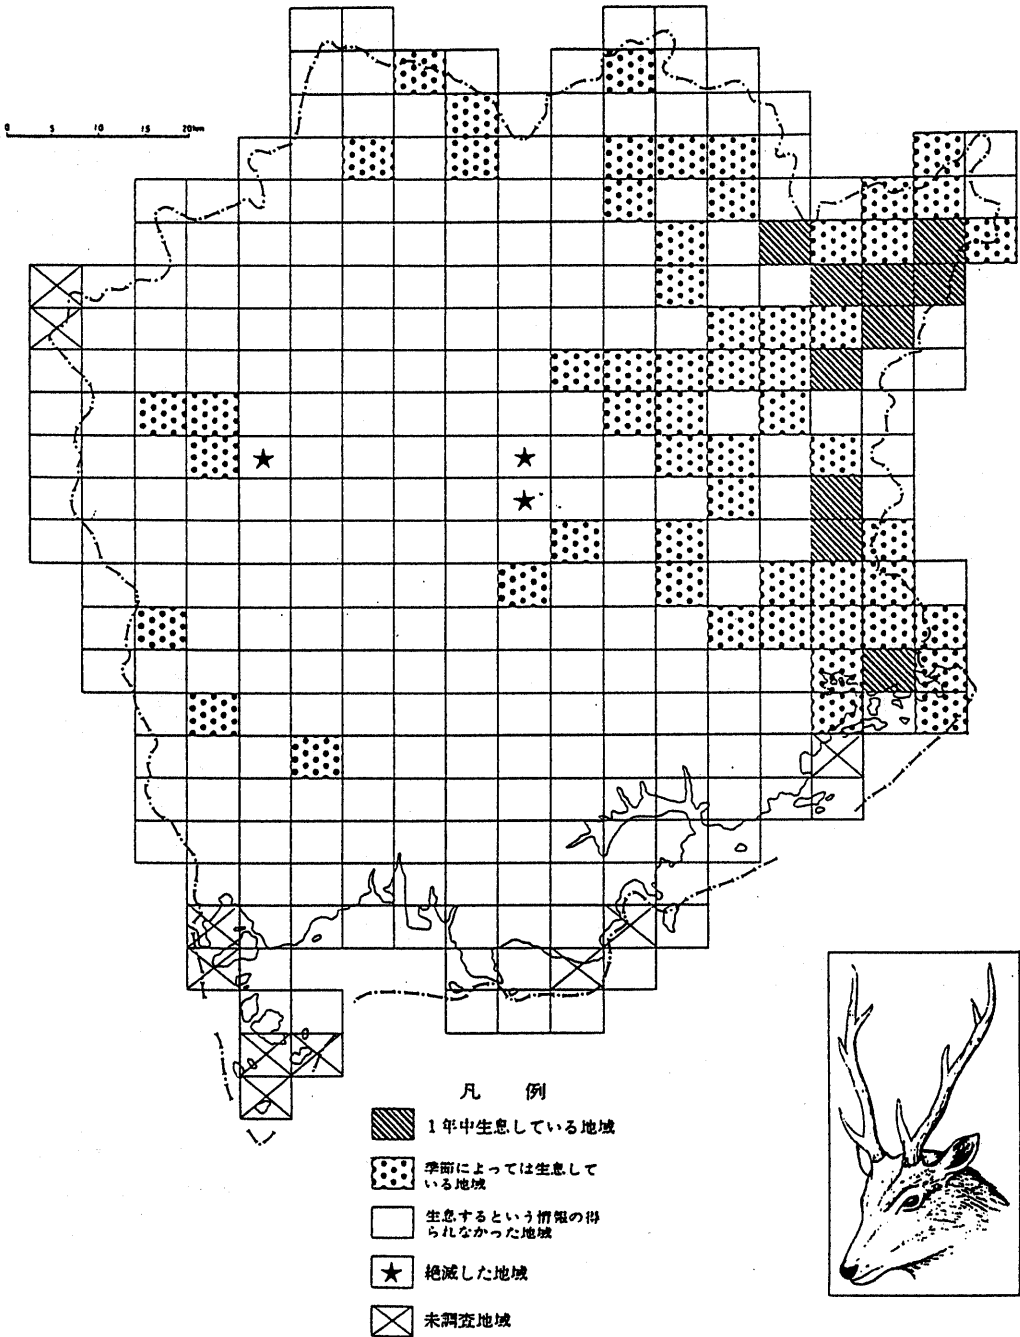 0 5 10 15 20km
凡 例
1年中生息している地域
季節によっては生息して
いる地域
生息するという情報の得
られなかった地域
絶滅した地域
未調査地域